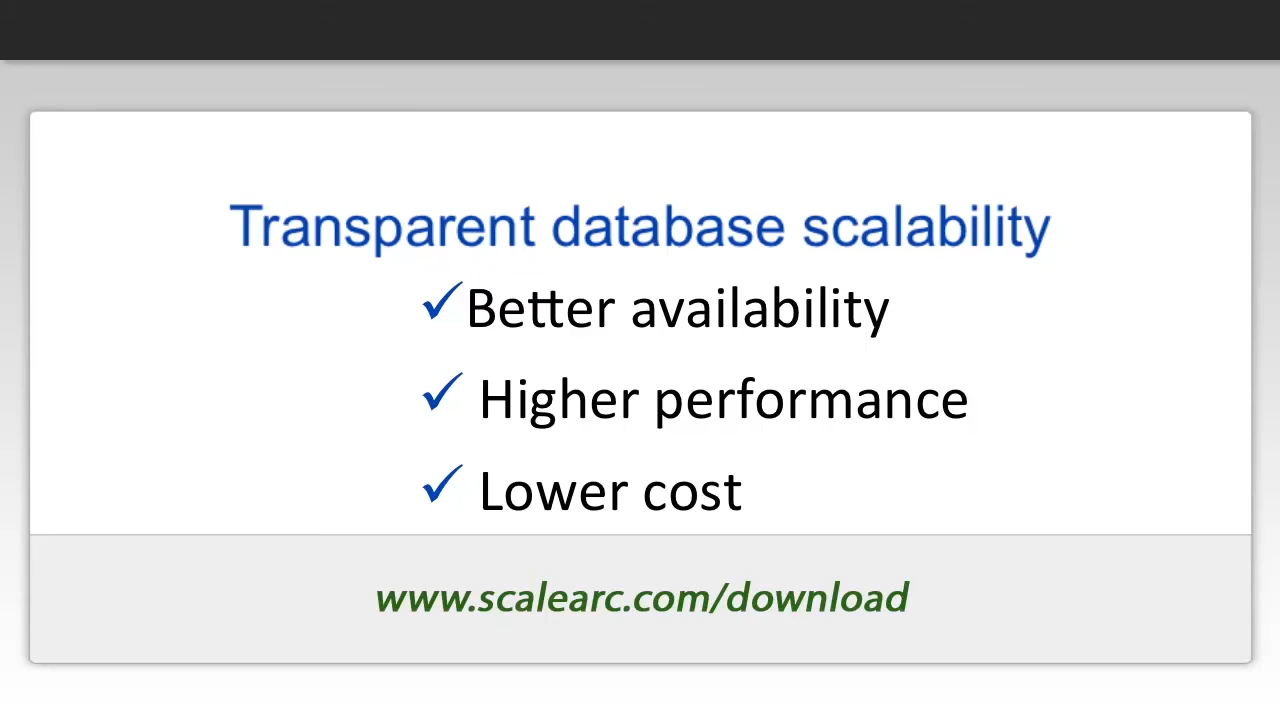 Transparent database scalability
✓Better availability
✓ Higher performance
✓ Lower cost
www.scalearc.com/download